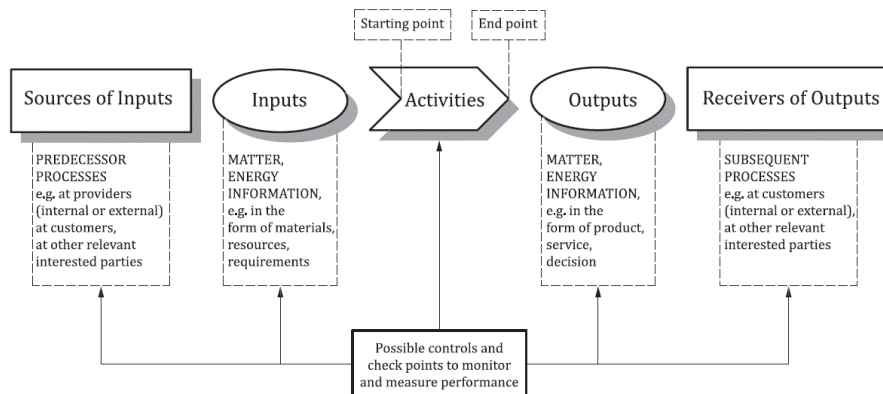 Starting point
End point
Sources of Inputs
Inputs
Activities
Outputs
Receivers of Outputs
PREDECESSOR
PROCESSES
e.g. at providers
(internal or external)
at customers,
at other relevant
interested parties
MATTER,
ENERGY
INFORMATION,
e.g. in the
form of materials,
resources,
requirements
MATTER,
ENERGY
INFORMATION,
e.g. in the
form of product,
service,
decision
SUBSEQUENT
PROCESSES
e.g. at customers
(internal or external),
at other relevant
interested parties
Possible controls and
check points to monitor
and measure performance